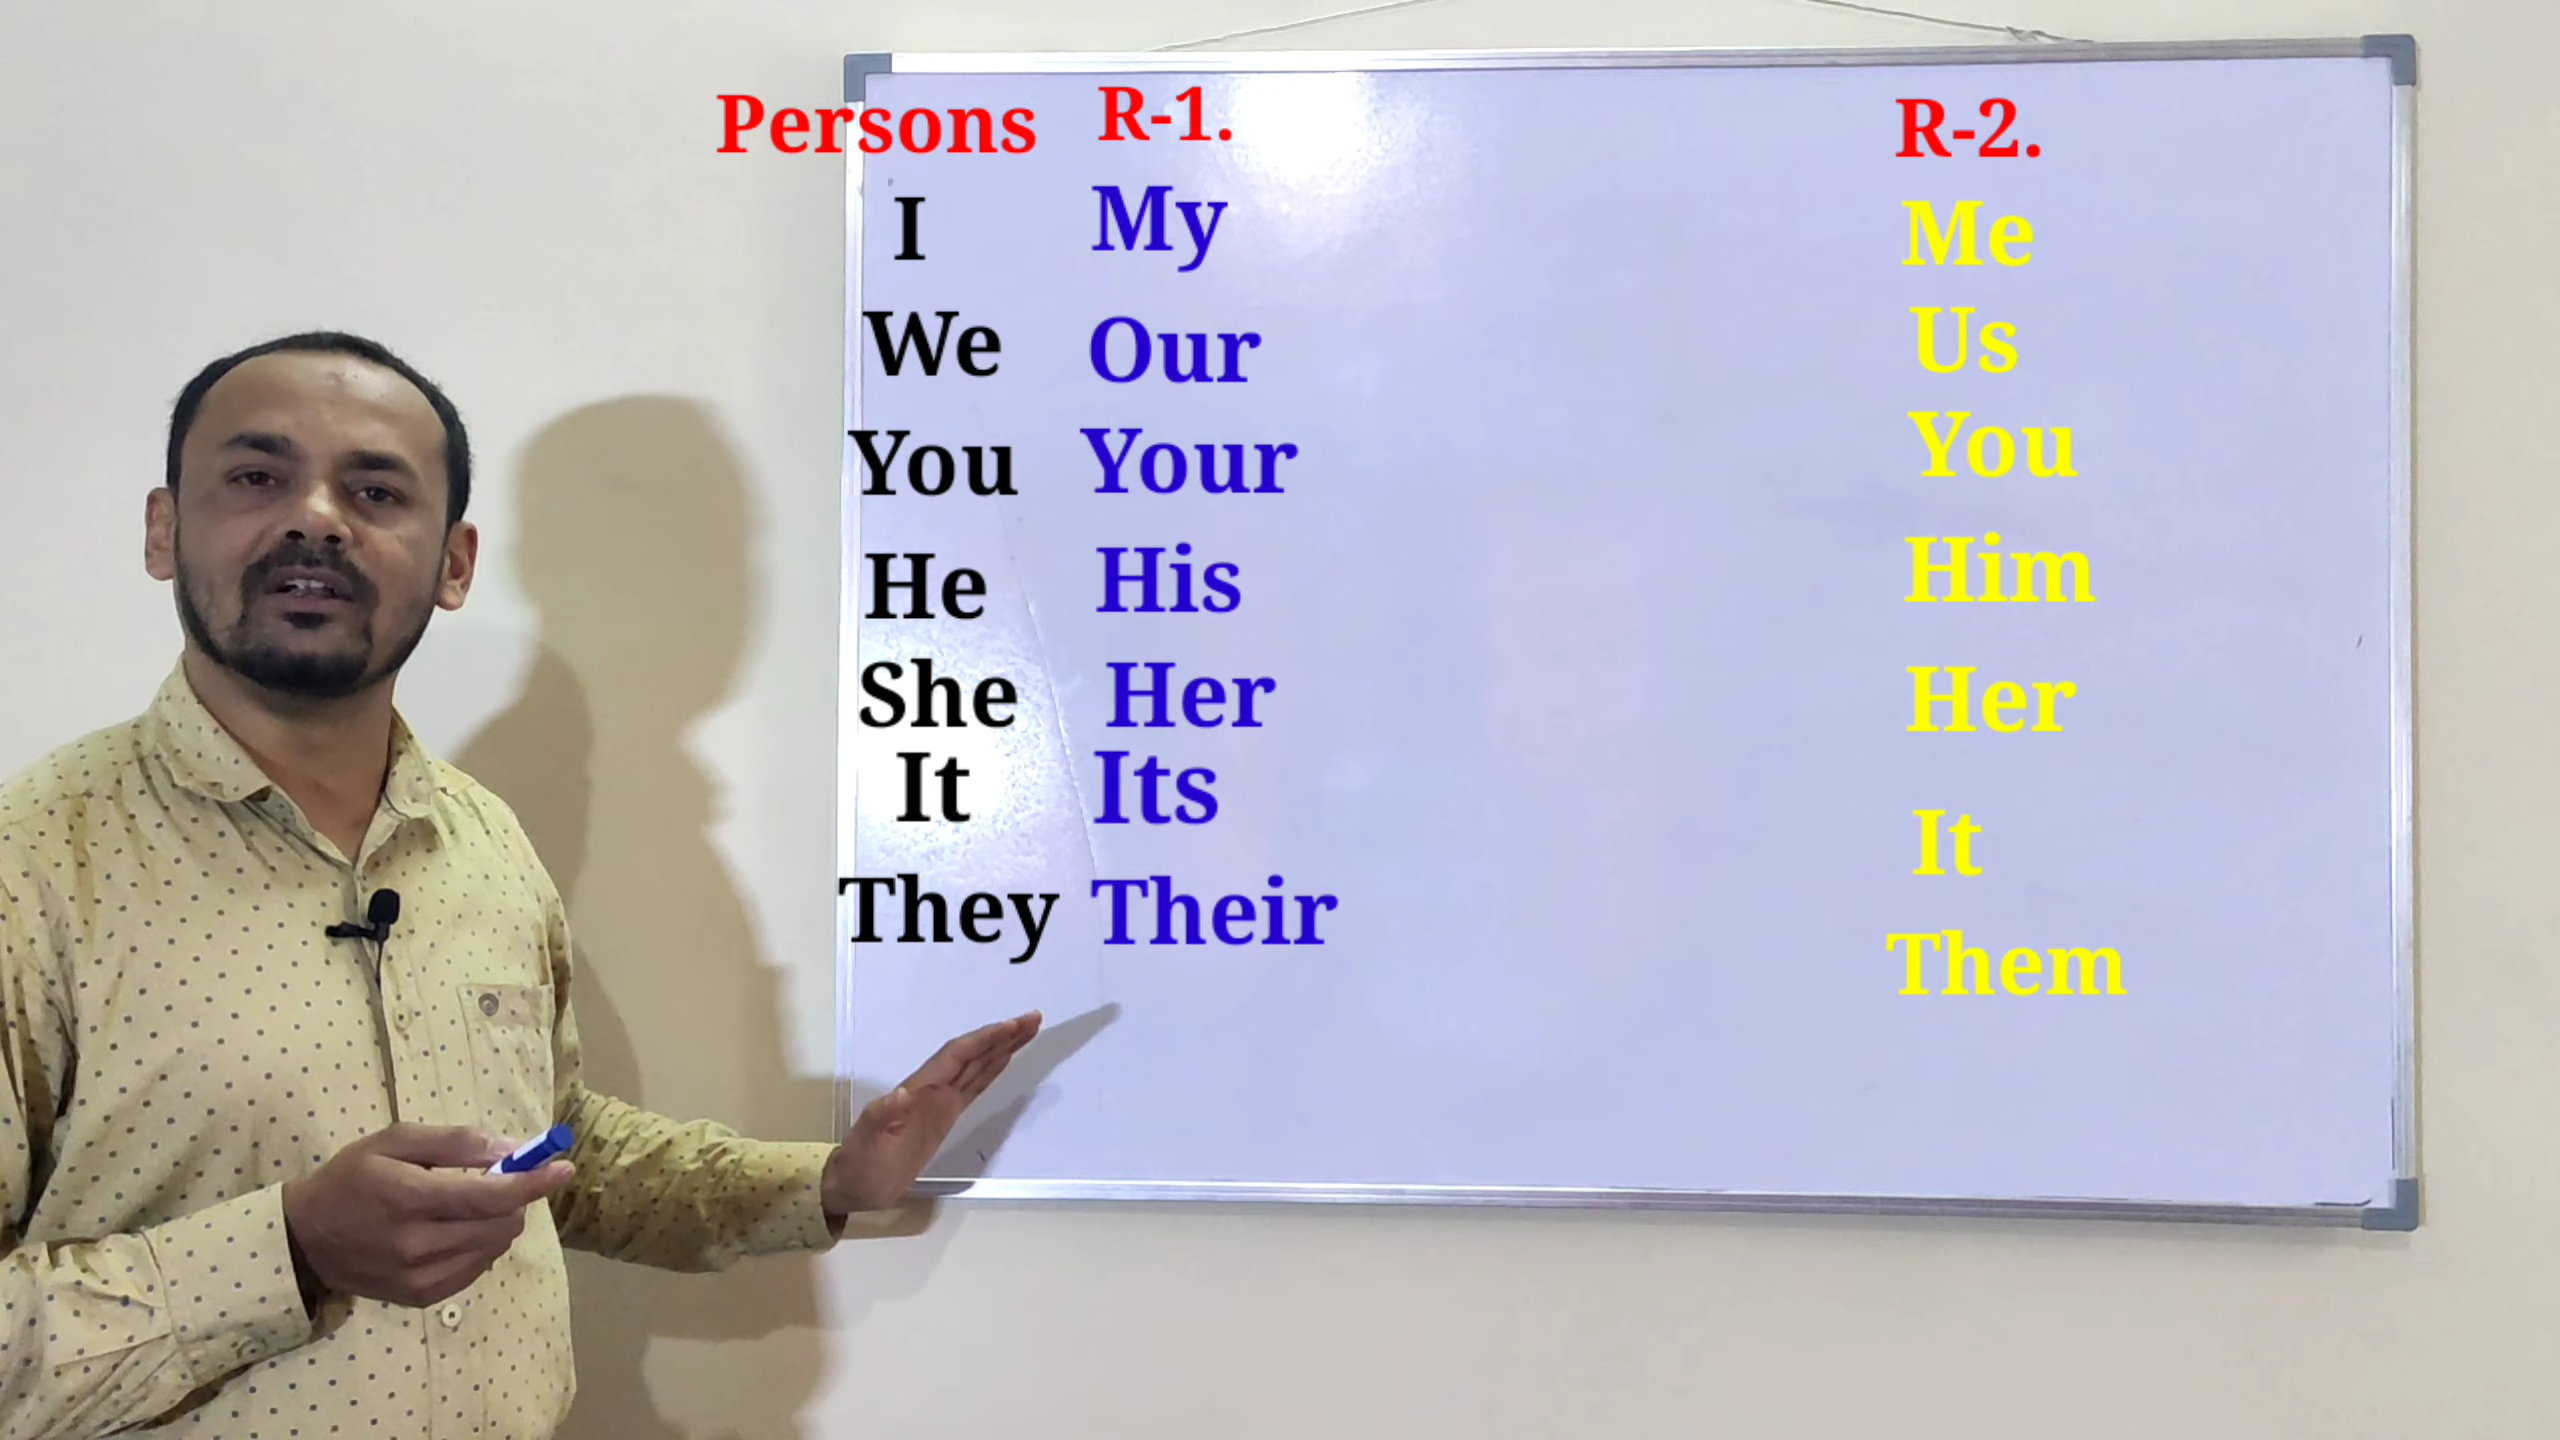 Persons R-1. R-2.
I My Me
We Our Us
You Your You
He His Him
She Her Her
It Its It
They Their Them